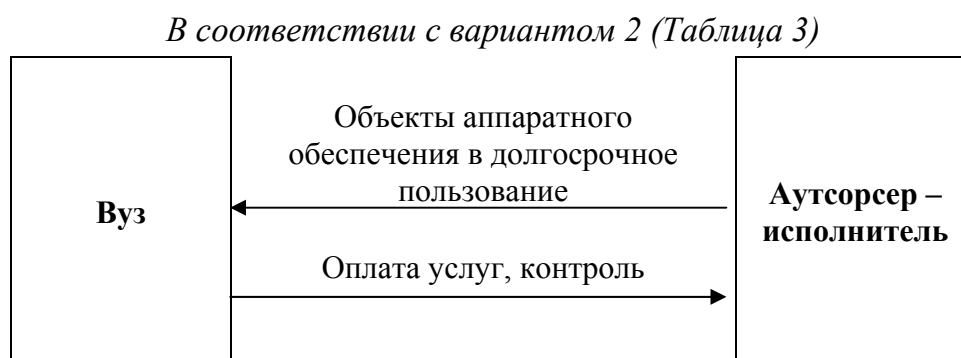 В соответствии с вариантом 2 (Таблица 3)
Объекты аппаратного
обеспечения в долгосрочное
пользование
Вуз
Аутсорсер –
исполнитель
Оплата услуг, контроль